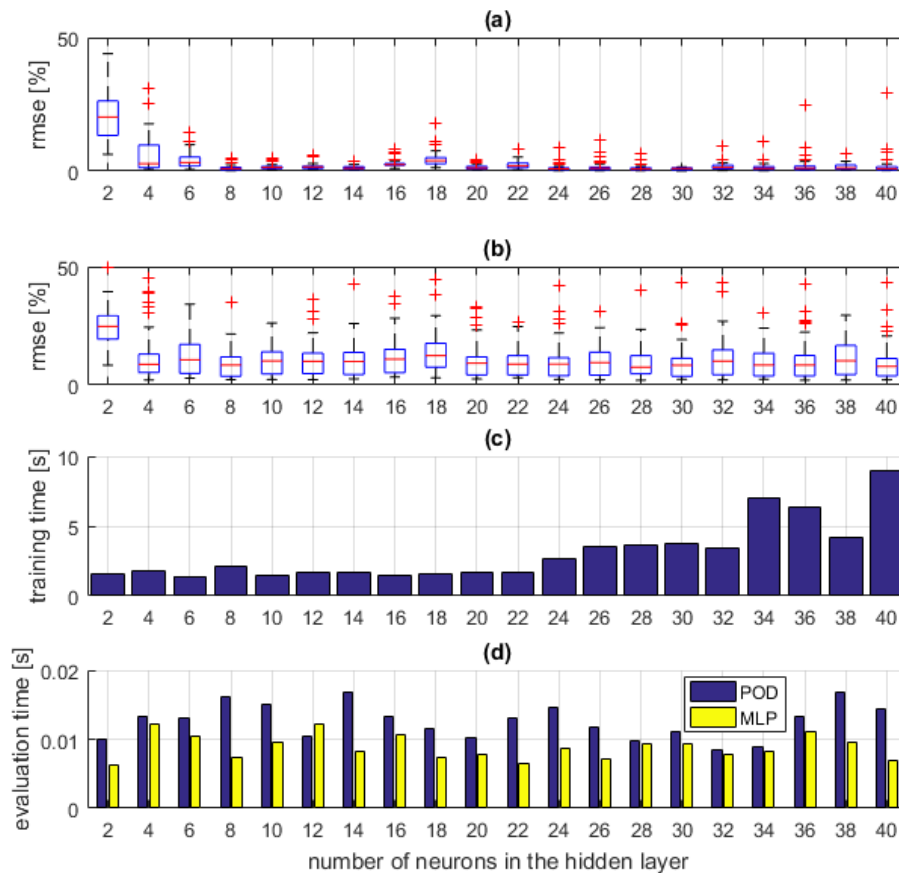 (a)
50
0
rmse [%]
2 4 6 8 10 12 14 16 18 20 22 24 26 28 30 32 34 36 38 40
(b)
50
0
rmse [%]
2 4 6 8 10 12 14 16 18 20 22 24 26 28 30 32 34 36 38 40
(c)
10
5
0
training time [s]
2 4 6 8 10 12 14 16 18 20 22 24 26 28 30 32 34 36 38 40
(d)
0.02
0.01
0
evaluation time [s]
POD
MLP
2 4 6 8 10 12 14 16 18 20 22 24 26 28 30 32 34 36 38 40
number of neurons in the hidden layer